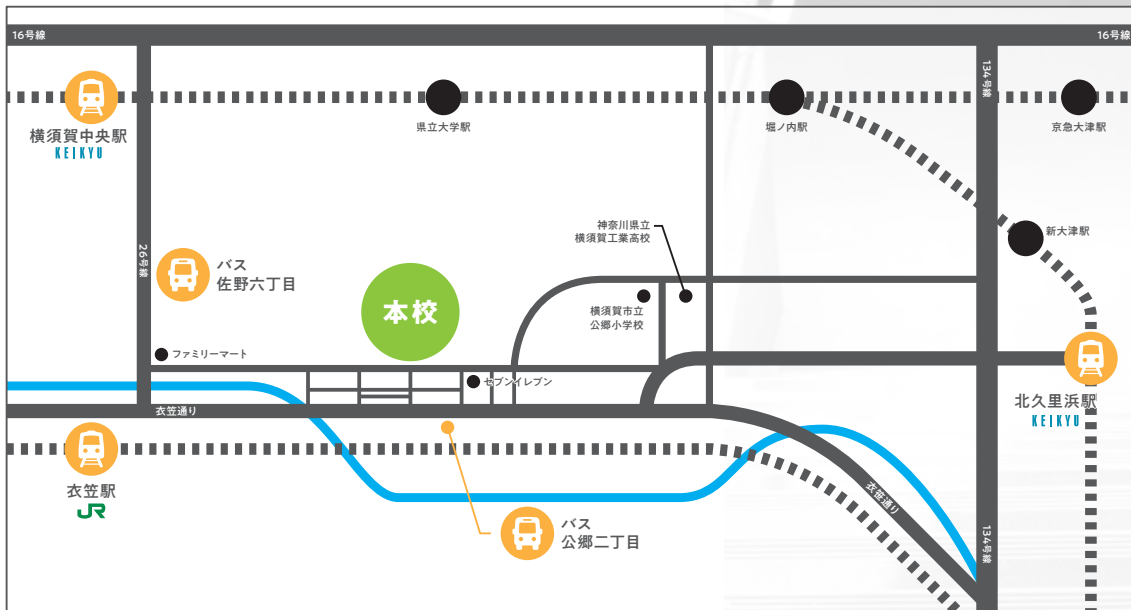 16号線
16号線
134号線
横須賀中央駅
KEIKYU
県立大学駅
堀ノ内駅
京急大津駅
26号線
バス
佐野六丁目
本校
神奈川県立
横須賀工業高校
新大津駅
横須賀市立
公郷小学校
ファミリーマート
セブンイレブン
衣笠通り
北久里浜駅
KEIKYU
衣笠駅
JR
衣笹通り
バス
公郷二丁目
134号線